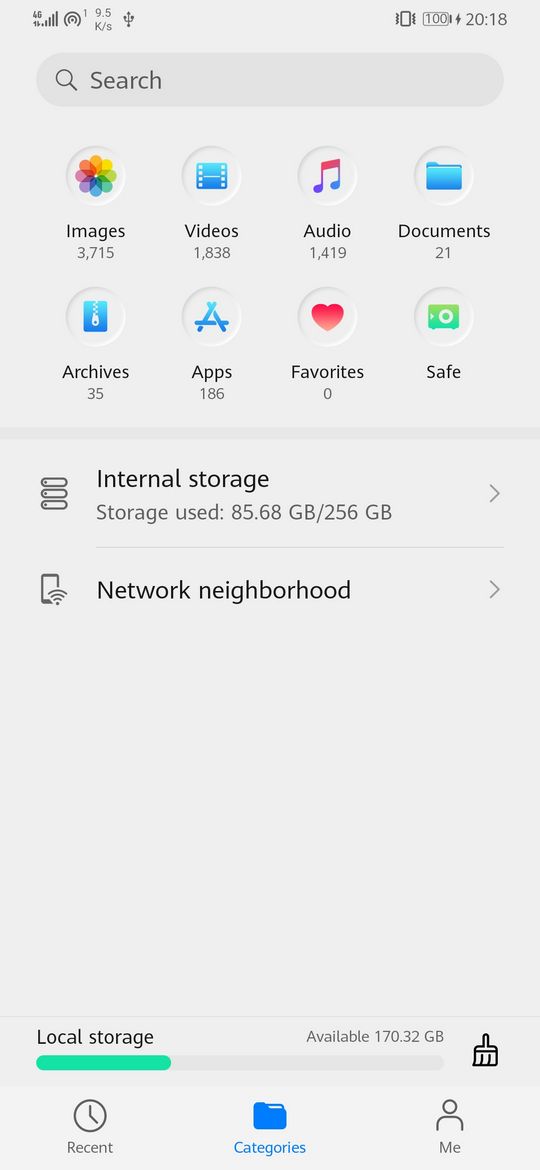 4G 1 9.5 K/s 100 20:18
Search
Images Videos Audio Documents
3,715 1,838 1,419 21
Archives Apps Favorites Safe
35 186 0
Internal storage
Storage used: 85.68 GB/256 GB
Network neighborhood
Local storage Available 170.32 GB
Recent Categories Me